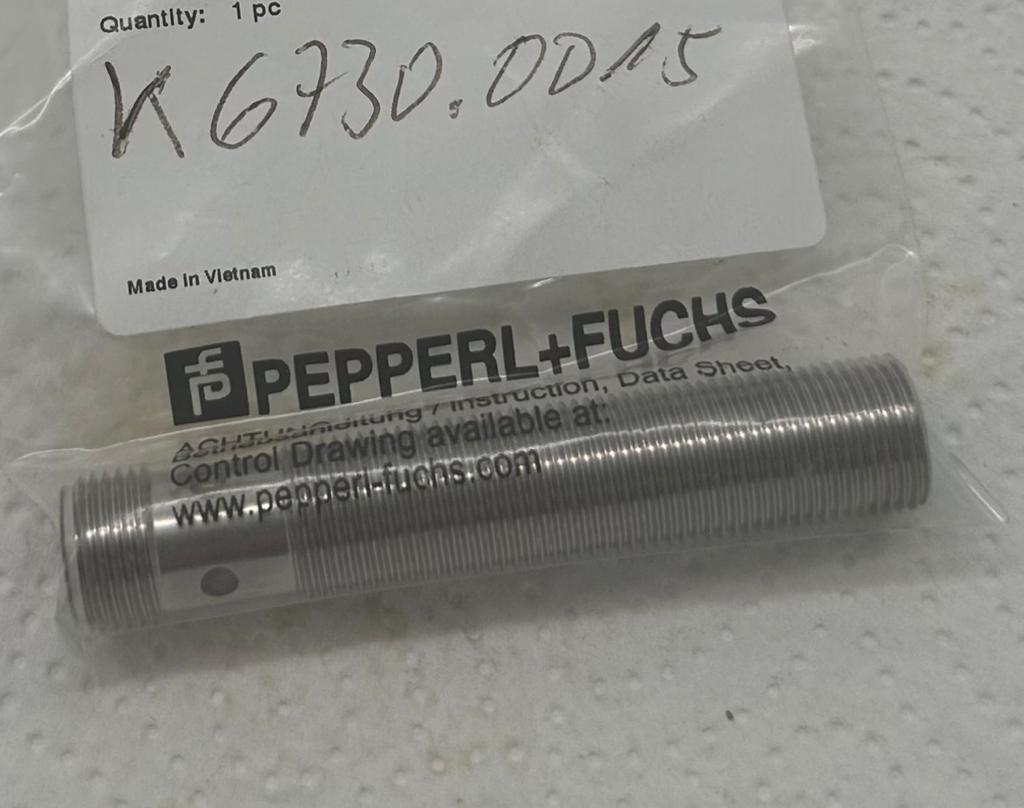 Quantity: 1 pc
K6730.0015
Made in Vietnam
PEPPERL+FUCHS
/ Instruction, Data Sheet,
Control Drawing available at:
www.pepperl-fuchs.com